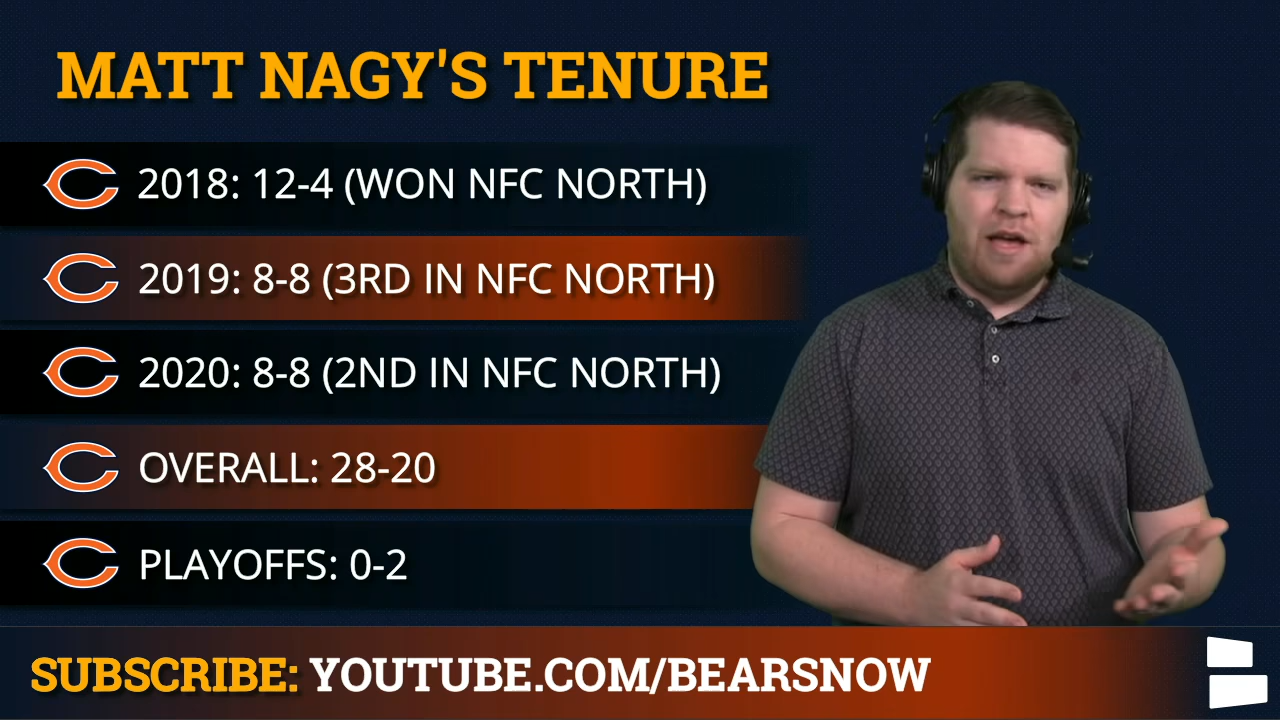 MATT NAGY'S TENURE
2018: 12-4 (WON NFC NORTH)
2019: 8-8 (3RD IN NFC NORTH)
2020: 8-8 (2ND IN NFC NORTH)
OVERALL: 28-20
PLAYOFFS: 0-2
SUBSCRIBE: YOUTUBE.COM/BEARSNOW